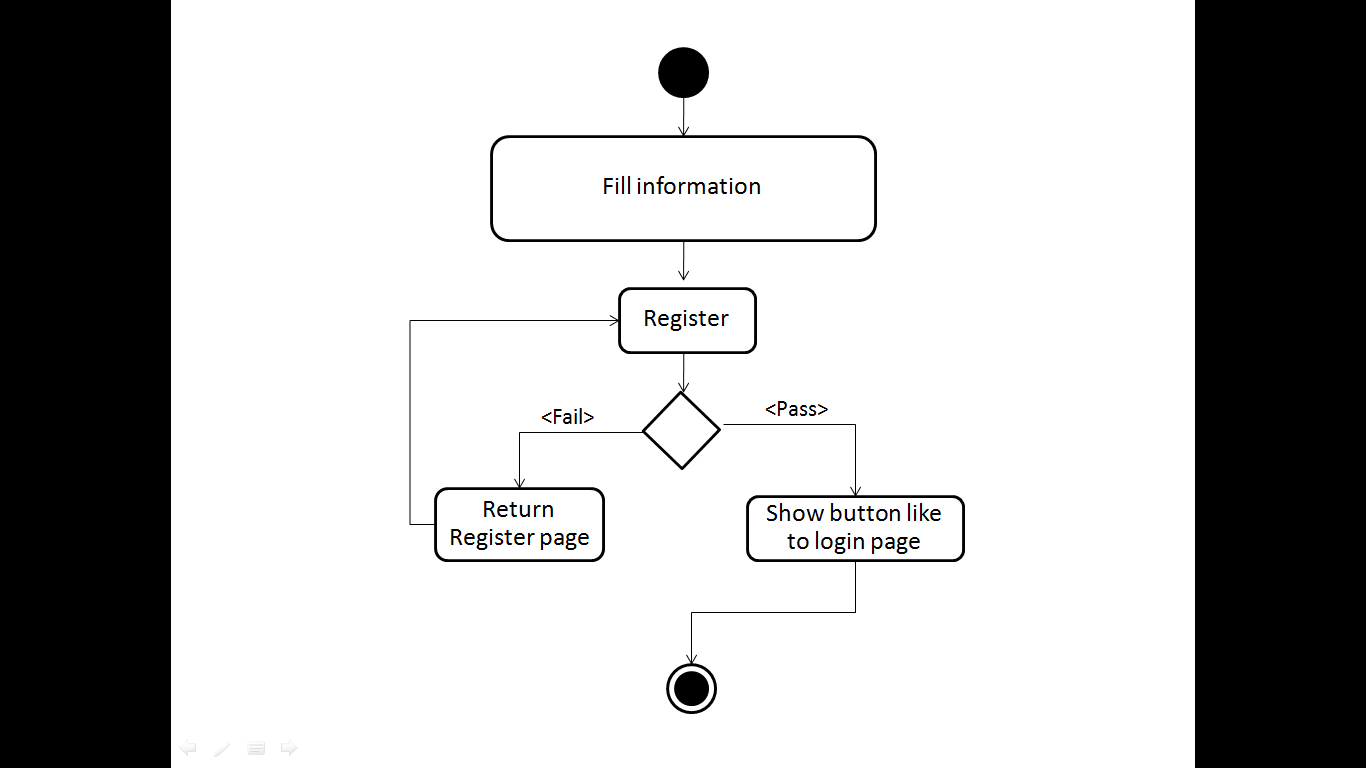 Fill information
Register
<Fail>
<Pass>
Return
Register page
Show button like
to login page